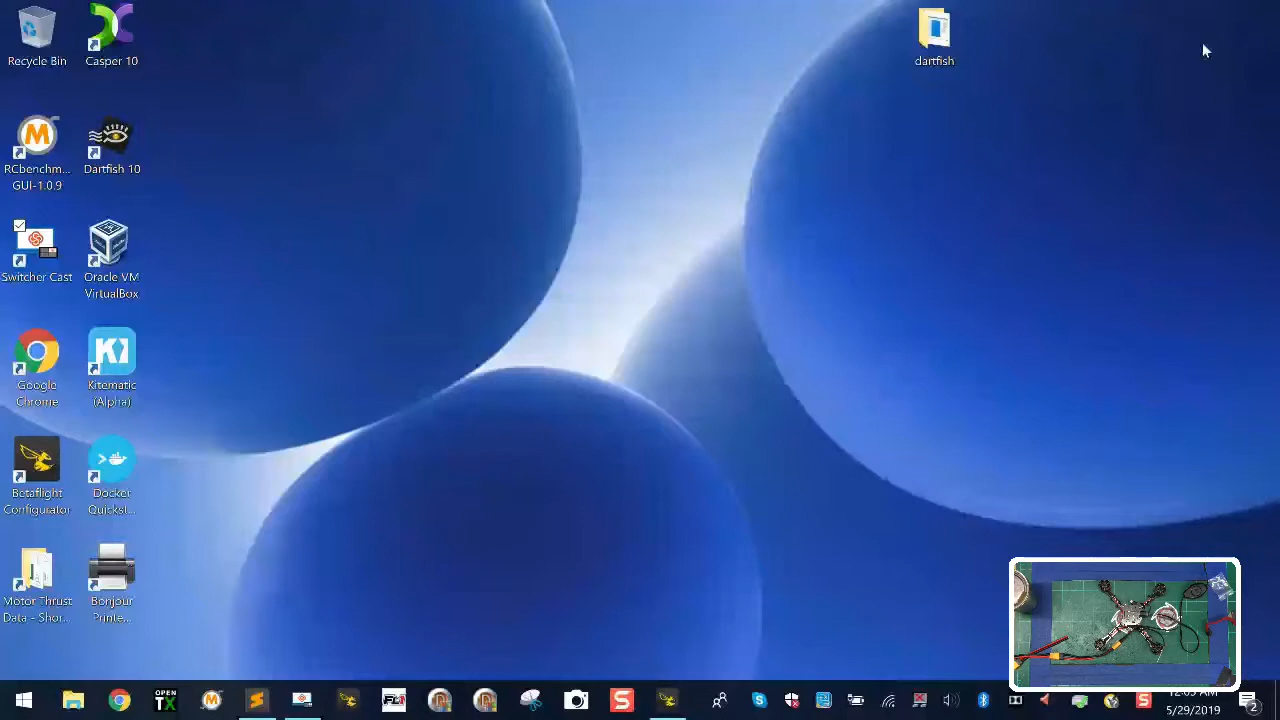 Recycle Bin
Casper 10
dartfish
RCbenchm...
GUI-1.0.9
Dartfish 10
Switcher Cast
Oracle VM
VirtualBox
Google
Chrome
Kitematic
(Alpha)
Betaflight
Configurator
Docker
Quickst...
Motor Thrust
Data - Shor...
Bonjour
Printe...
OPEN
TX
5/29/2019
2